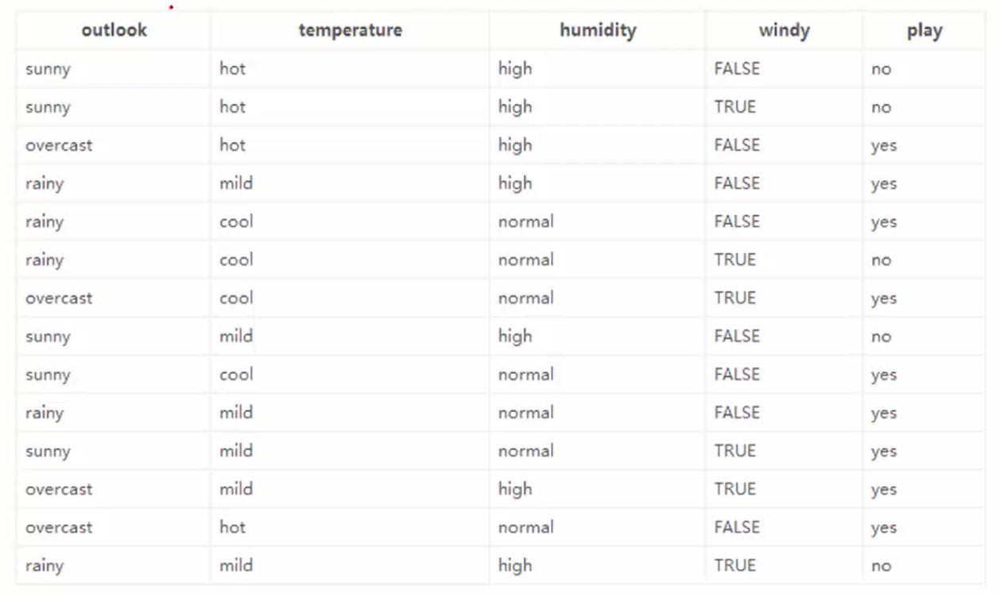 outlook temperature humidity windy play
sunny hot high FALSE no
sunny hot high TRUE no
overcast hot high FALSE yes
rainy mild high FALSE yes
rainy cool normal FALSE yes
rainy cool normal TRUE no
overcast cool normal TRUE yes
sunny mild high FALSE no
sunny cool normal FALSE yes
rainy mild normal FALSE yes
sunny mild normal TRUE yes
overcast mild high TRUE yes
overcast hot normal FALSE yes
rainy mild high TRUE no